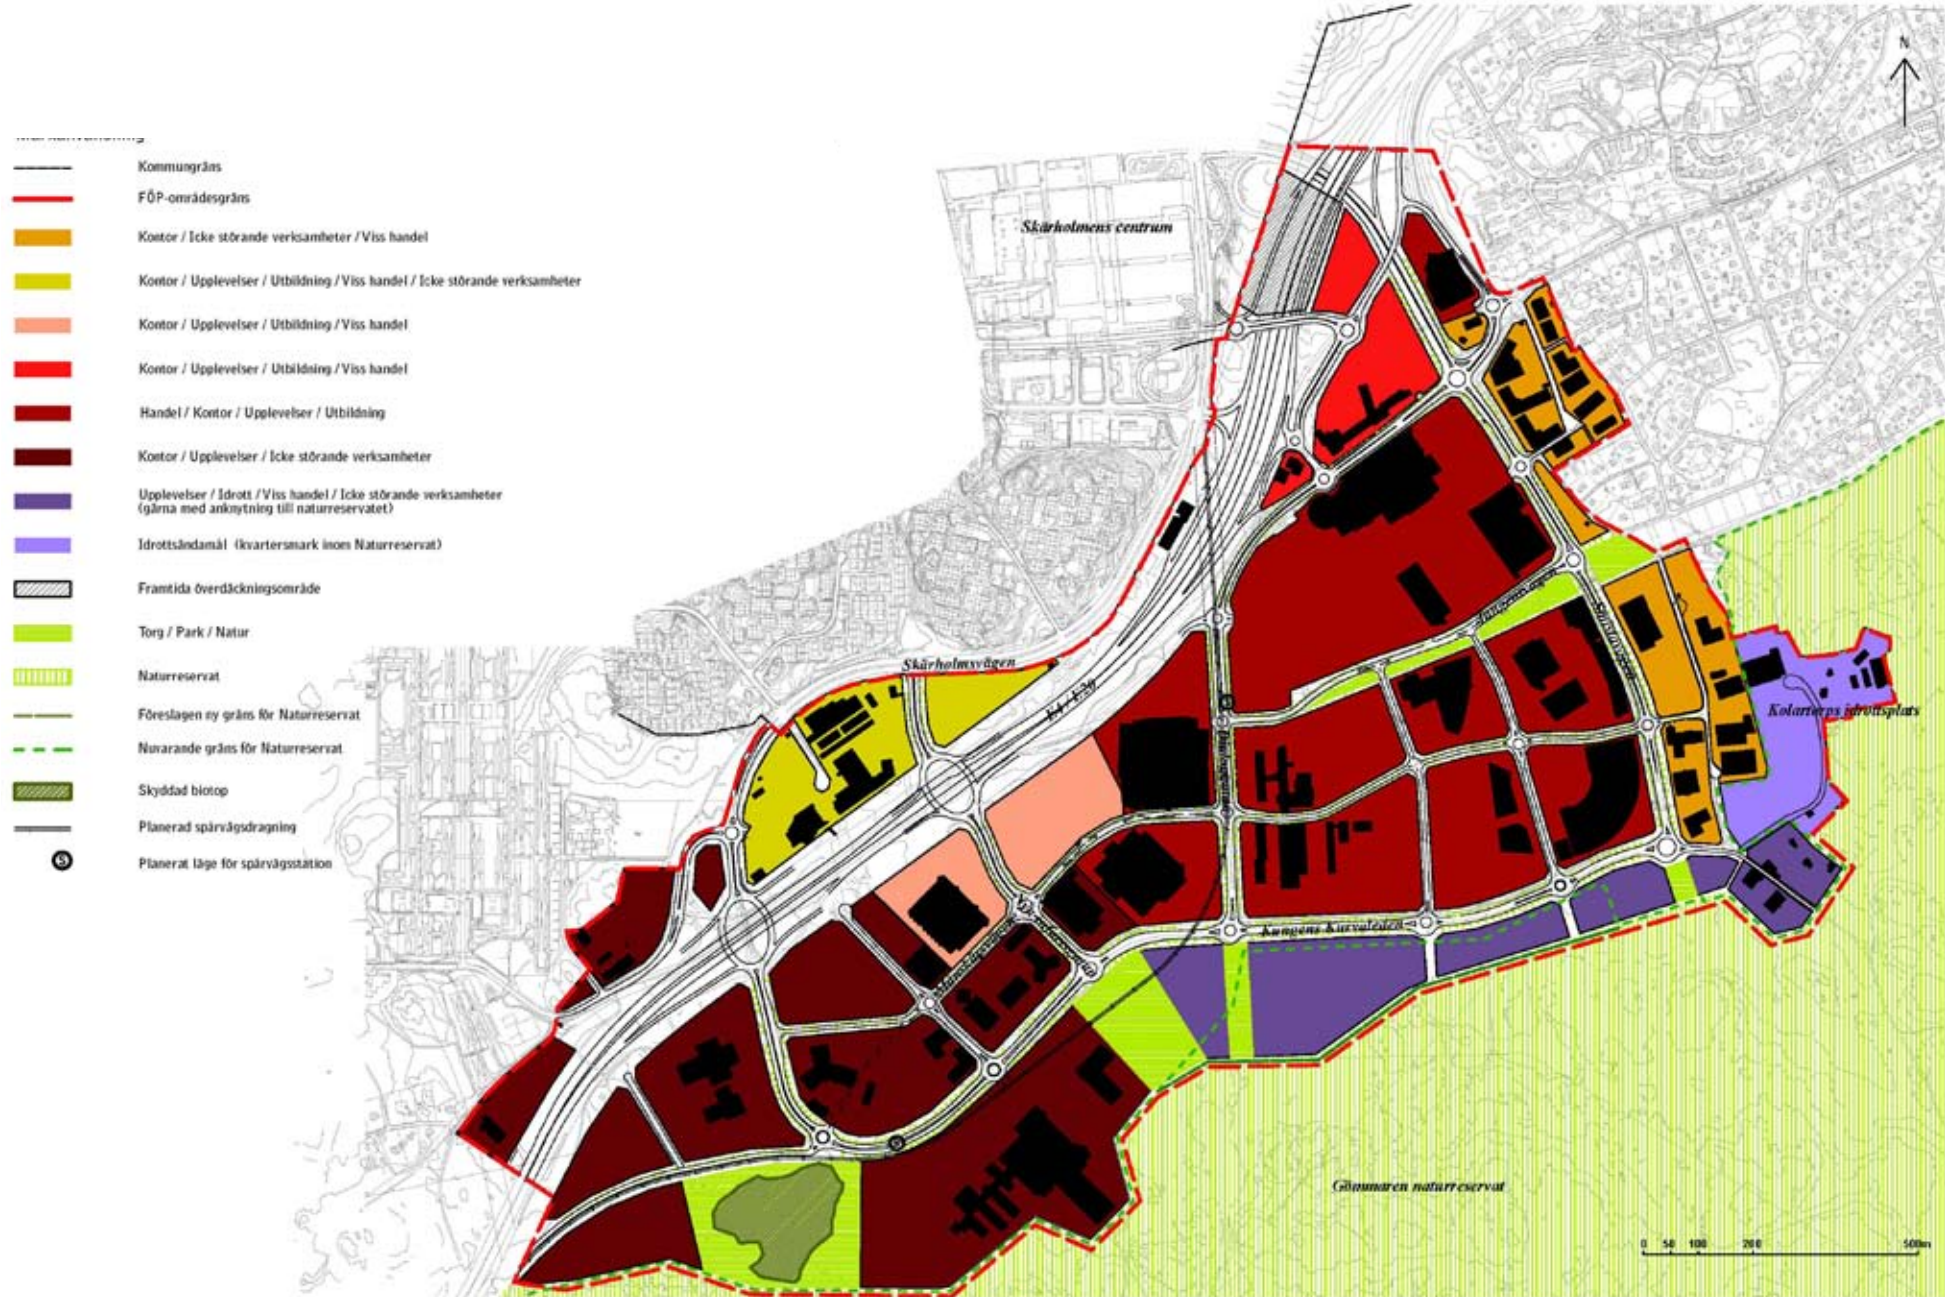 Kommungräns
FÖP-områdesgräns
Kontor / Icke störande verksamheter / Viss handel
Kontor / Upplevelser / Utbildning / Viss handel / Icke störande verksamheter
Kontor / Upplevelser / Utbildning / Viss handel
Kontor / Upplevelser / Utbildning / Viss handel
Handel / Kontor / Upplevelser / Utbildning
Kontor / Upplevelser / Icke störande verksamheter
Upplevelser / Idrott / Viss handel / Icke störande verksamheter
(gärna med anknytning till naturreservatet)
Idrottsändamål (kvartersmark inom Naturreservat)
Framtida överdäckningsområde
Torg / Park / Natur
Naturreservat
Föreslagen ny gräns för Naturreservat
Nuvarande gräns för Naturreservat
Skyddad biotop
Planerad spårvägsdragning
S
Planerat läge för spårvägsstation
N
Skärholmens centrum
Skärholmsvägen
E4 / E20
Kolartorps idrottsplats
Kungens Kurvaleden
Gömmaren naturreservat
0 50 100 200 500m